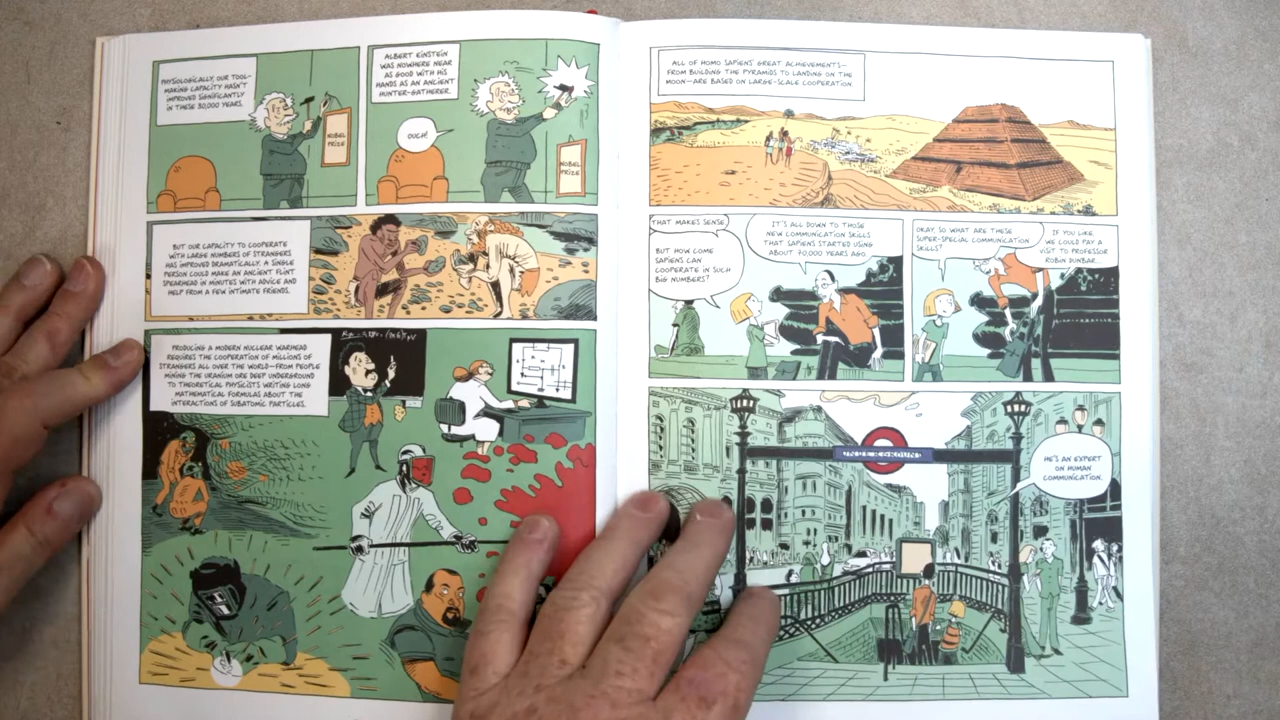 PHYSIOLOGICALLY, OUR TOOL-
MAKING CAPACITY HASN'T
IMPROVED SIGNIFICANTLY
IN THESE 30,000 YEARS.
NOBEL
PRIZE
ALBERT EINSTEIN
WAS NOWHERE NEAR
AS GOOD WITH HIS
HANDS AS AN ANCIENT
HUNTER-GATHERER.
OUCH!
NOBEL
PRIZE
BUT OUR CAPACITY TO COOPERATE
WITH LARGE NUMBERS OF STRANGERS
HAS IMPROVED DRAMATICALLY. A SINGLE
PERSON COULD MAKE AN ANCIENT FLINT
SPEARHEAD IN MINUTES WITH ADVICE AND
HELP FROM A FEW INTIMATE FRIENDS.
PRODUCING A MODERN NUCLEAR WARHEAD
REQUIRES THE COOPERATION OF MILLIONS OF
STRANGERS ALL OVER THE WORLD—FROM PEOPLE
MINING THE URANIUM ORE DEEP UNDERGROUND
TO THEORETICAL PHYSICISTS WRITING LONG
MATHEMATICAL FORMULAS ABOUT THE
INTERACTIONS OF SUBATOMIC PARTICLES.
ALL OF HOMO SAPIENS' GREAT ACHIEVEMENTS—
FROM BUILDING THE PYRAMIDS TO LANDING ON THE
MOON—ARE BASED ON LARGE-SCALE COOPERATION.
THAT MAKES SENSE.
BUT HOW COME
SAPIENS CAN
COOPERATE IN SUCH
BIG NUMBERS?
IT'S ALL DOWN TO THOSE
NEW COMMUNICATION SKILLS
THAT SAPIENS STARTED USING
ABOUT 70,000 YEARS AGO.
OKAY, SO WHAT ARE THESE
SUPER-SPECIAL COMMUNICATION
SKILLS?
IF YOU LIKE,
WE COULD PAY A
VISIT TO PROFESSOR
ROBIN DUNBAR...
UNDERGROUND
HE'S AN EXPERT
ON HUMAN
COMMUNICATION.